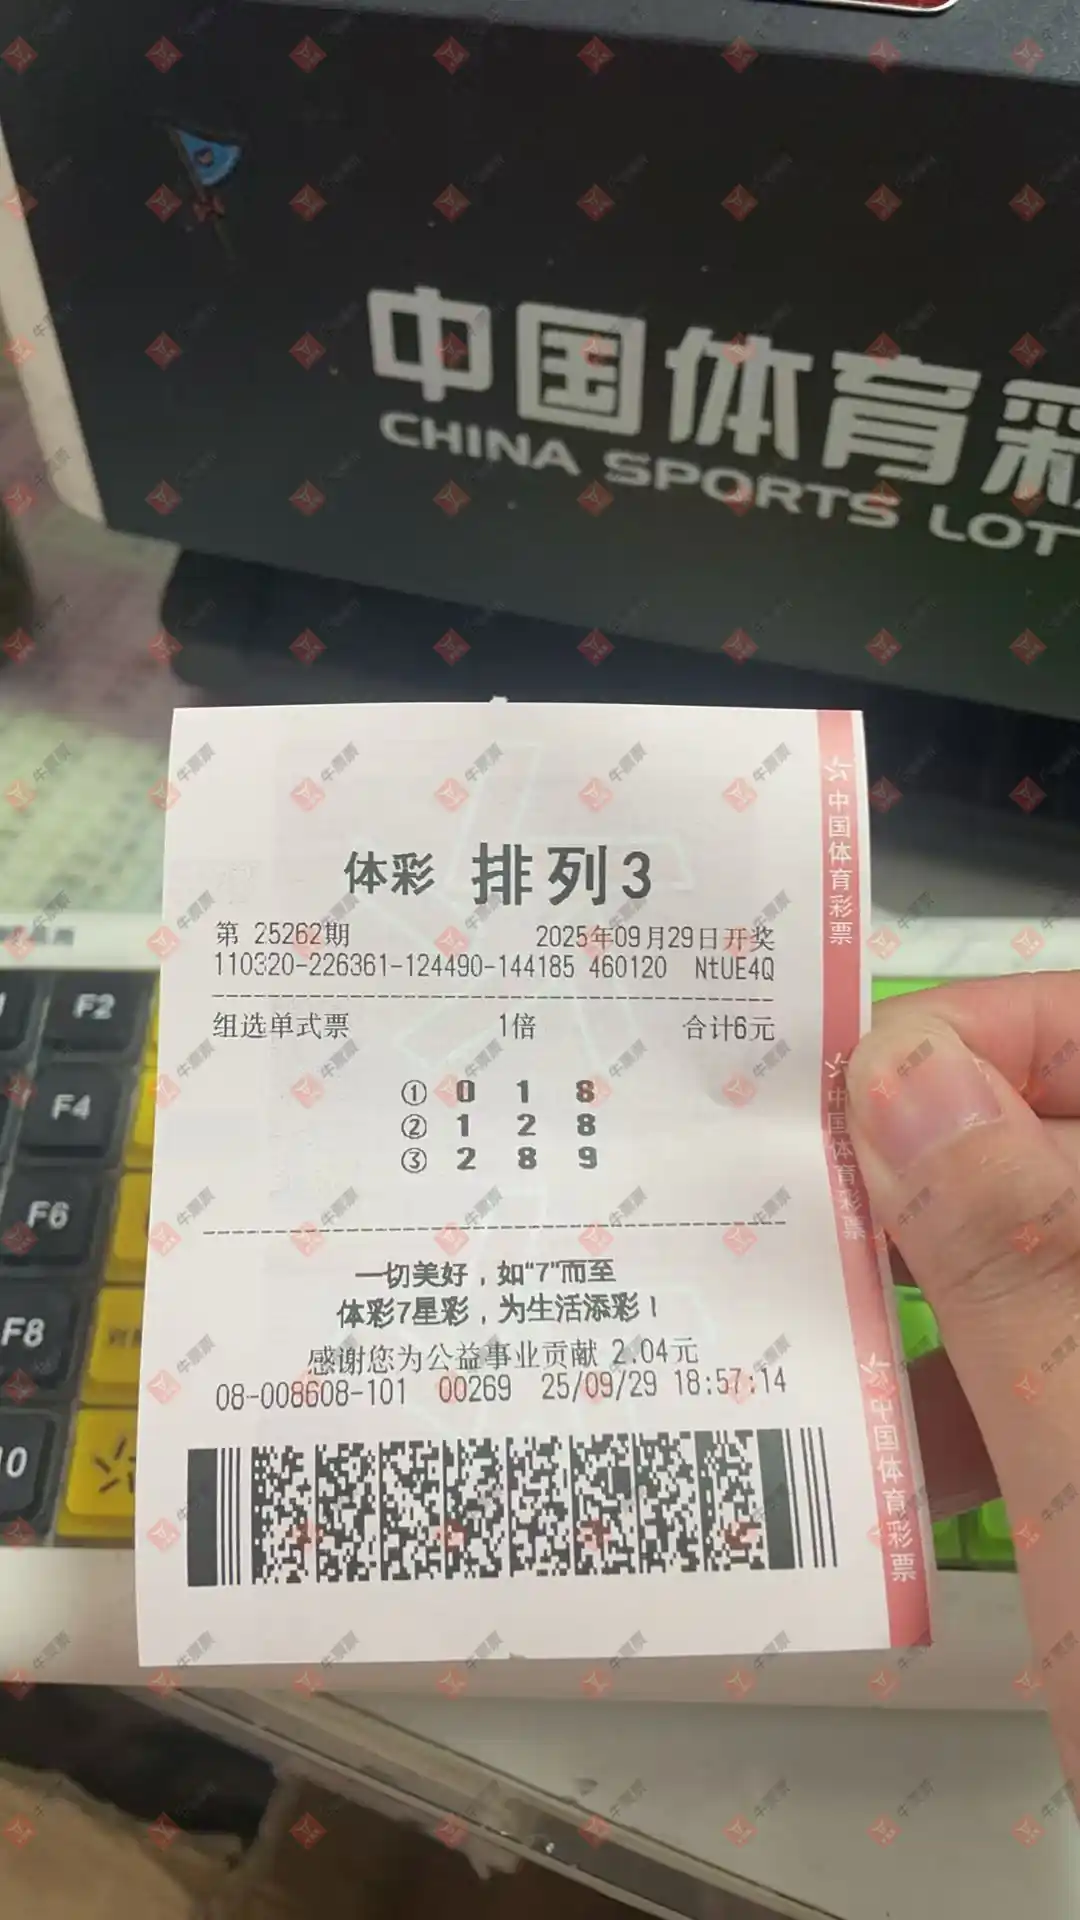 中国体育彩
CHINA SPORTS LOT
体彩 排列3
第 25262期 2025年09月29日开奖
110320-226361-124490-144185 460120 NtUE4Q
组选单式票 1倍 合计6元
① 0 1 8
② 1 2 8
③ 2 8 9
一切美好，如“7”而至
体彩7星彩，为生活添彩！
感谢您为公益事业贡献 2.04元
08-008608-101 00269 25/09/29 18:57:14
中国体育彩票
中国体育彩票
中国体育彩票
F2
F4
F6
F8
10
牛票票